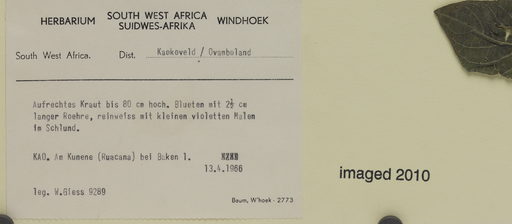 HERBARIUM SOUTH WEST AFRICA WINDHOEK
SUIDWES-AFRIKA
South West Africa. Dist. Kaokoveld / Ovamboland
Aufrechtes Kraut bis 80 cm hoch. Blueten mit 2½ cm
langer Roehre, reinweiss mit kleinen violetten Malen
im Schlund.
KAO. Am Kunene (Ruacana) bei Baken 1.
13.4.1966
leg. W.Giess 9289
Baum, W'hoek - 2773
imaged 2010